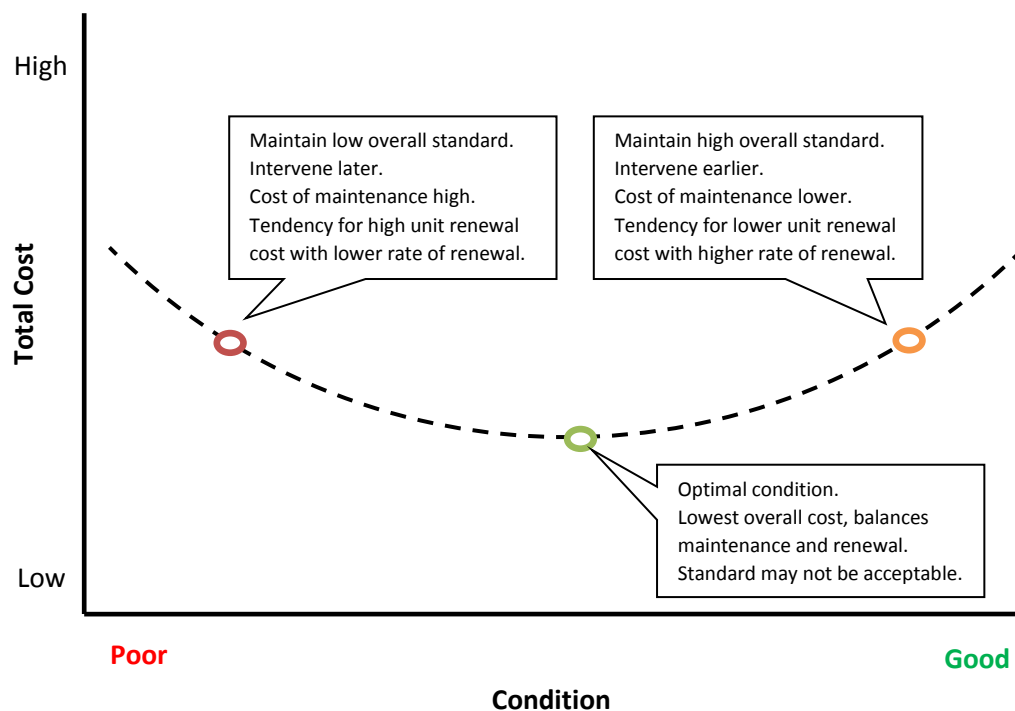 High
Maintain low overall standard.
Intervene later.
Cost of maintenance high.
Tendency for high unit renewal
cost with lower rate of renewal.
Maintain high overall standard.
Intervene earlier.
Cost of maintenance lower.
Tendency for lower unit renewal
cost with higher rate of renewal.
Total Cost
Optimal condition.
Lowest overall cost, balances
maintenance and renewal.
Standard may not be acceptable.
Low
Poor
Good
Condition